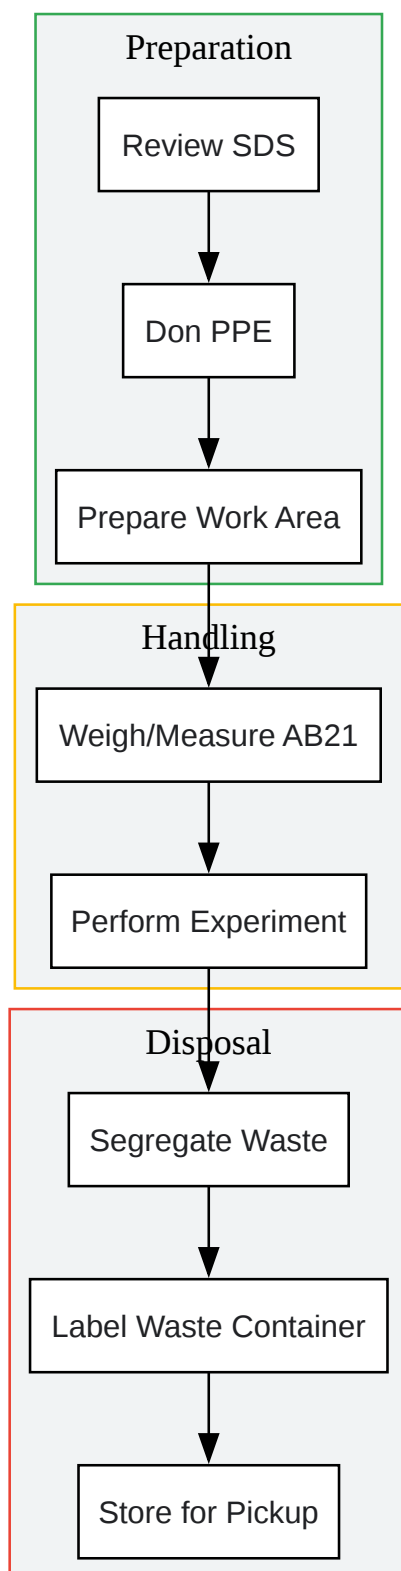 Preparation
Review SDS
Don PPE
Prepare Work Area
Handling
Weigh/Measure AB21
Perform Experiment
Disposal
Segregate Waste
Label Waste Container
Store for Pickup